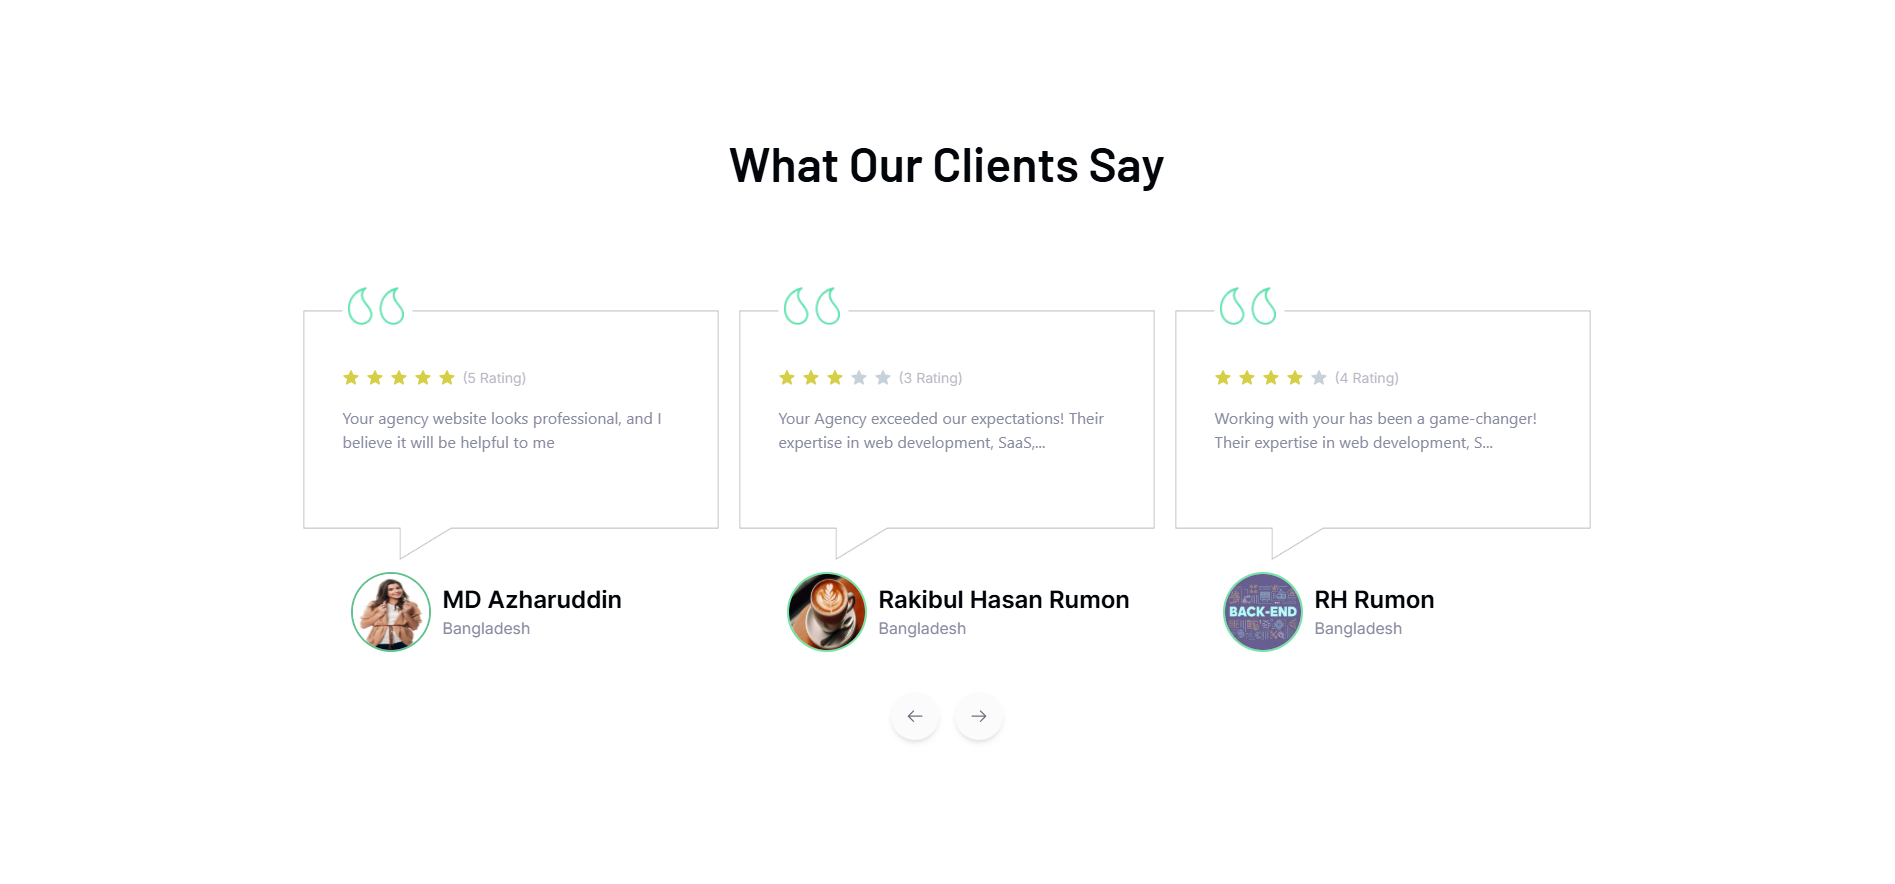 What Our Clients Say
(5 Rating)
Your agency website looks professional, and I
believe it will be helpful to me
MD Azharuddin
Bangladesh
(3 Rating)
Your Agency exceeded our expectations! Their
expertise in web development, SaaS,...
Rakibul Hasan Rumon
Bangladesh
(4 Rating)
Working with your has been a game-changer!
Their expertise in web development, S...
BACK-END
RH Rumon
Bangladesh